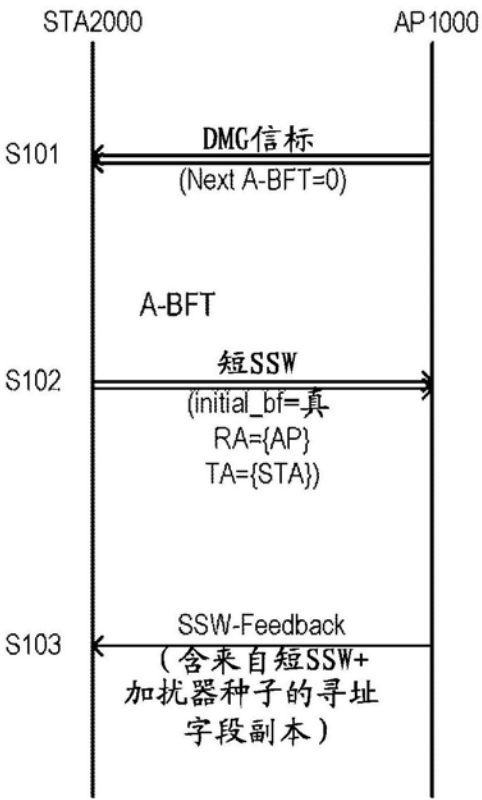 STA2000
AP1000
S101
DMG信标
(Next A-BFT=0)
A-BFT
S102
短SSW
(initial_bf=真
RA={AP}
TA={STA})
S103
SSW-Feedback
(含来自短SSW+
加扰器种子的寻址
字段副本)